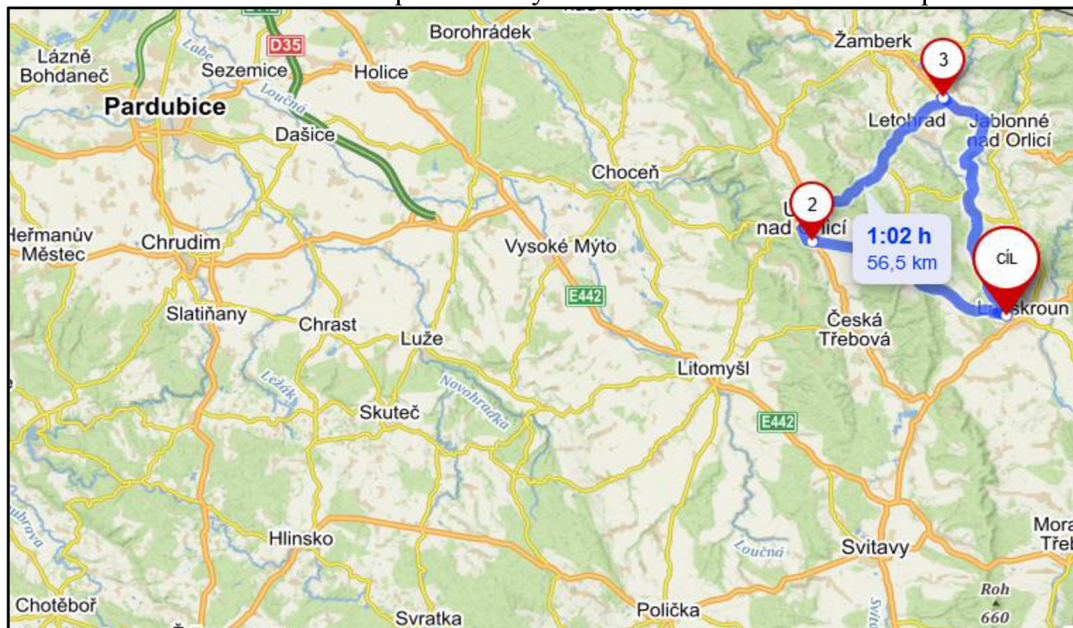 Borohrádek
Žamberk
D35
Labe
Lázně
Bohdaneč
Sezemice
Holice
3
Loučná
Pardubice
Letohrad
Jablonné
nad Orlicí
Dašice
Choceň
2
nad Orlicí
1:02 h
56,5 km
Heřmanův
Městec
Chrudim
Vysoké Mýto
CÍL
E442
Slatiňany
Chrast
Luže
Česká
Třebová
Litomyšl
Ležák
Novohradka
Skuteč
E442
Hlinsko
Svitavy
Loučná
Roh
660
Chotěboř
Svratka
Polička